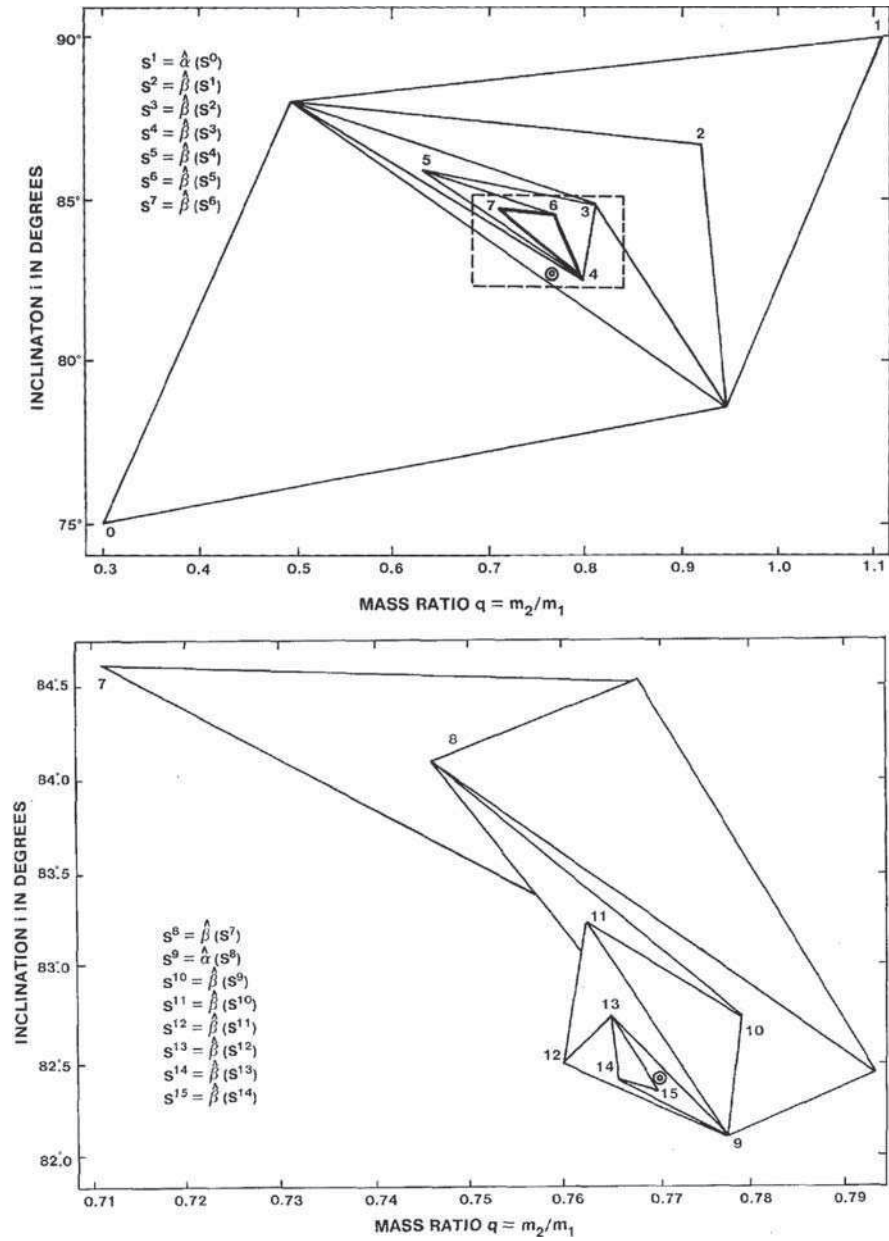 90°
85°
80°
75°
INCLINATON i IN DEGREES
S¹ = α̂ (S⁰)
S² = β̂ (S¹)
S³ = β̂ (S²)
S⁴ = β̂ (S³)
S⁵ = β̂ (S⁴)
S⁶ = β̂ (S⁵)
S⁷ = β̂ (S⁶)
1
2
5
7 6 3
4
0
0.3 0.4 0.5 0.6 0.7 0.8 0.9 1.0 1.1
MASS RATIO q = m₂/m₁
84°.5
84°.0
83°.5
83°.0
82°.5
82°.0
INCLINATION i IN DEGREES
7
8
11
13
10
12
14
15
9
S⁸ = β̂ (S⁷)
S⁹ = α̂ (S⁸)
S¹⁰ = β̂ (S⁹)
S¹¹ = β̂ (S¹⁰)
S¹² = β̂ (S¹¹)
S¹³ = β̂ (S¹²)
S¹⁴ = β̂ (S¹³)
S¹⁵ = β̂ (S¹⁴)
0.71 0.72 0.73 0.74 0.75 0.76 0.77 0.78 0.79
MASS RATIO q = m₂/m₁